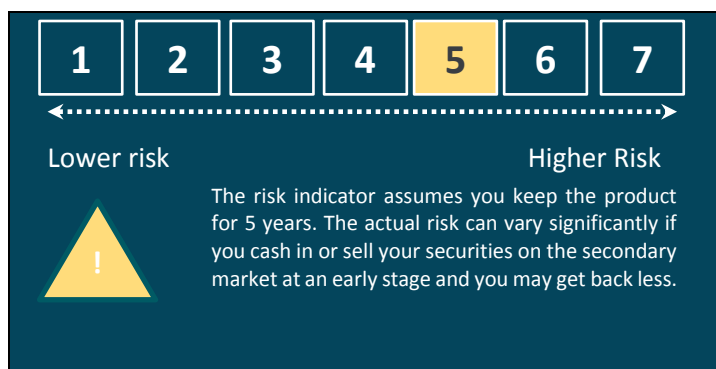 1 2 3 4 5 6 7
Lower risk Higher Risk
The risk indicator assumes you keep the product
for 5 years. The actual risk can vary significantly if
you cash in or sell your securities on the secondary
market at an early stage and you may get back less.
!